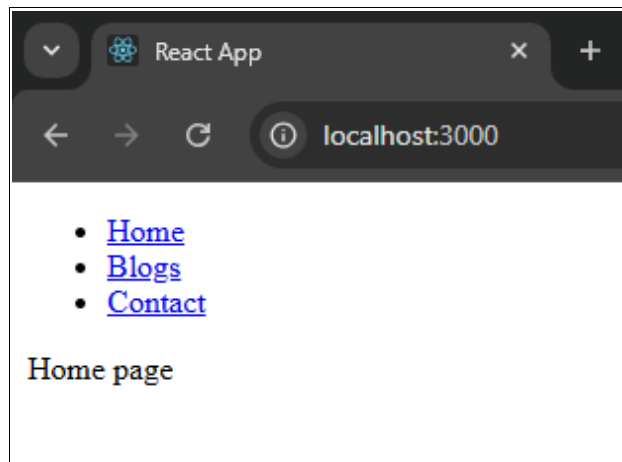 React App
localhost:3000
Home
Blogs
Contact
Home page